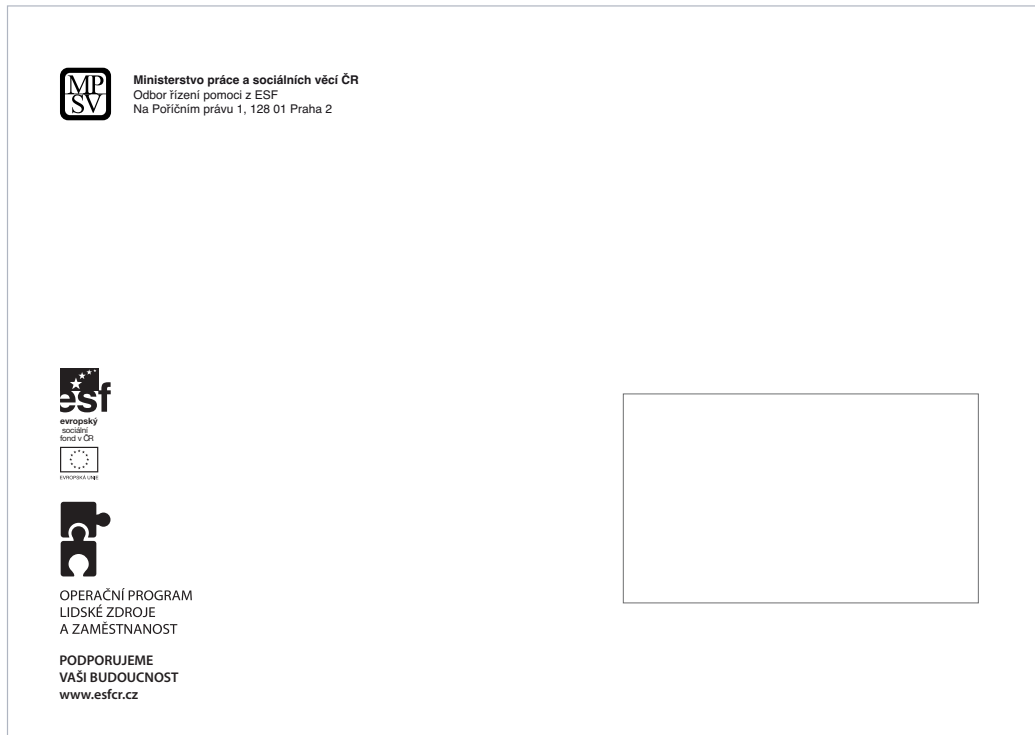 MP
SV
Ministerstvo práce a sociálních věcí ČR
Odbor řízení pomoci z ESF
Na Poříčním právu 1, 128 01 Praha 2
esf
evropský
sociální
fond v ČR
EVROPSKÁ UNIE
OPERAČNÍ PROGRAM
LIDSKÉ ZDROJE
A ZAMĚSTNANOST
PODPORUJEME
VAŠI BUDOUCNOST
www.esfcr.cz